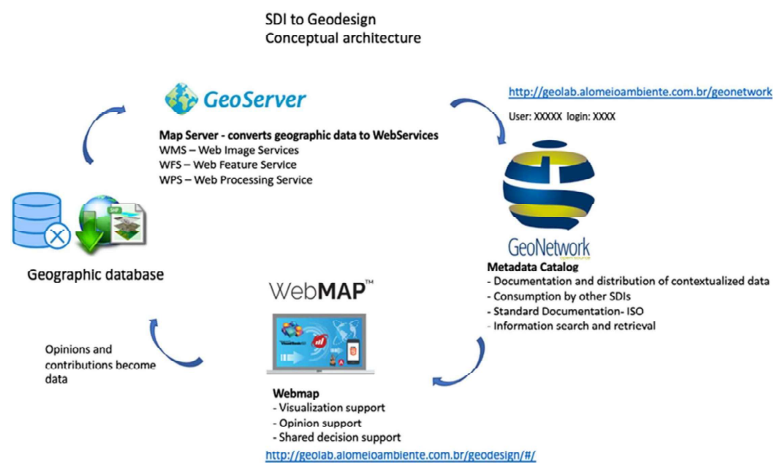 SDI to Geodesign
Conceptual architecture
GeoServer
Map Server - converts geographic data to WebServices
WMS – Web Image Services
WFS – Web Feature Service
WPS – Web Processing Service
http://geolab.alomeioambiente.com.br/geonetwork
User: XXXXX login: XXXX
GeoNetwork
Metadata Catalog
- Documentation and distribution of contextualized data
- Consumption by other SDIs
- Standard Documentation- ISO
- Information search and retrieval
Geographic database
WebMAP™
Opinions and
contributions become
data
Webmap
- Visualization support
- Opinion support
- Shared decision support
http://geolab.alomeioambiente.com.br/geodesign/#/